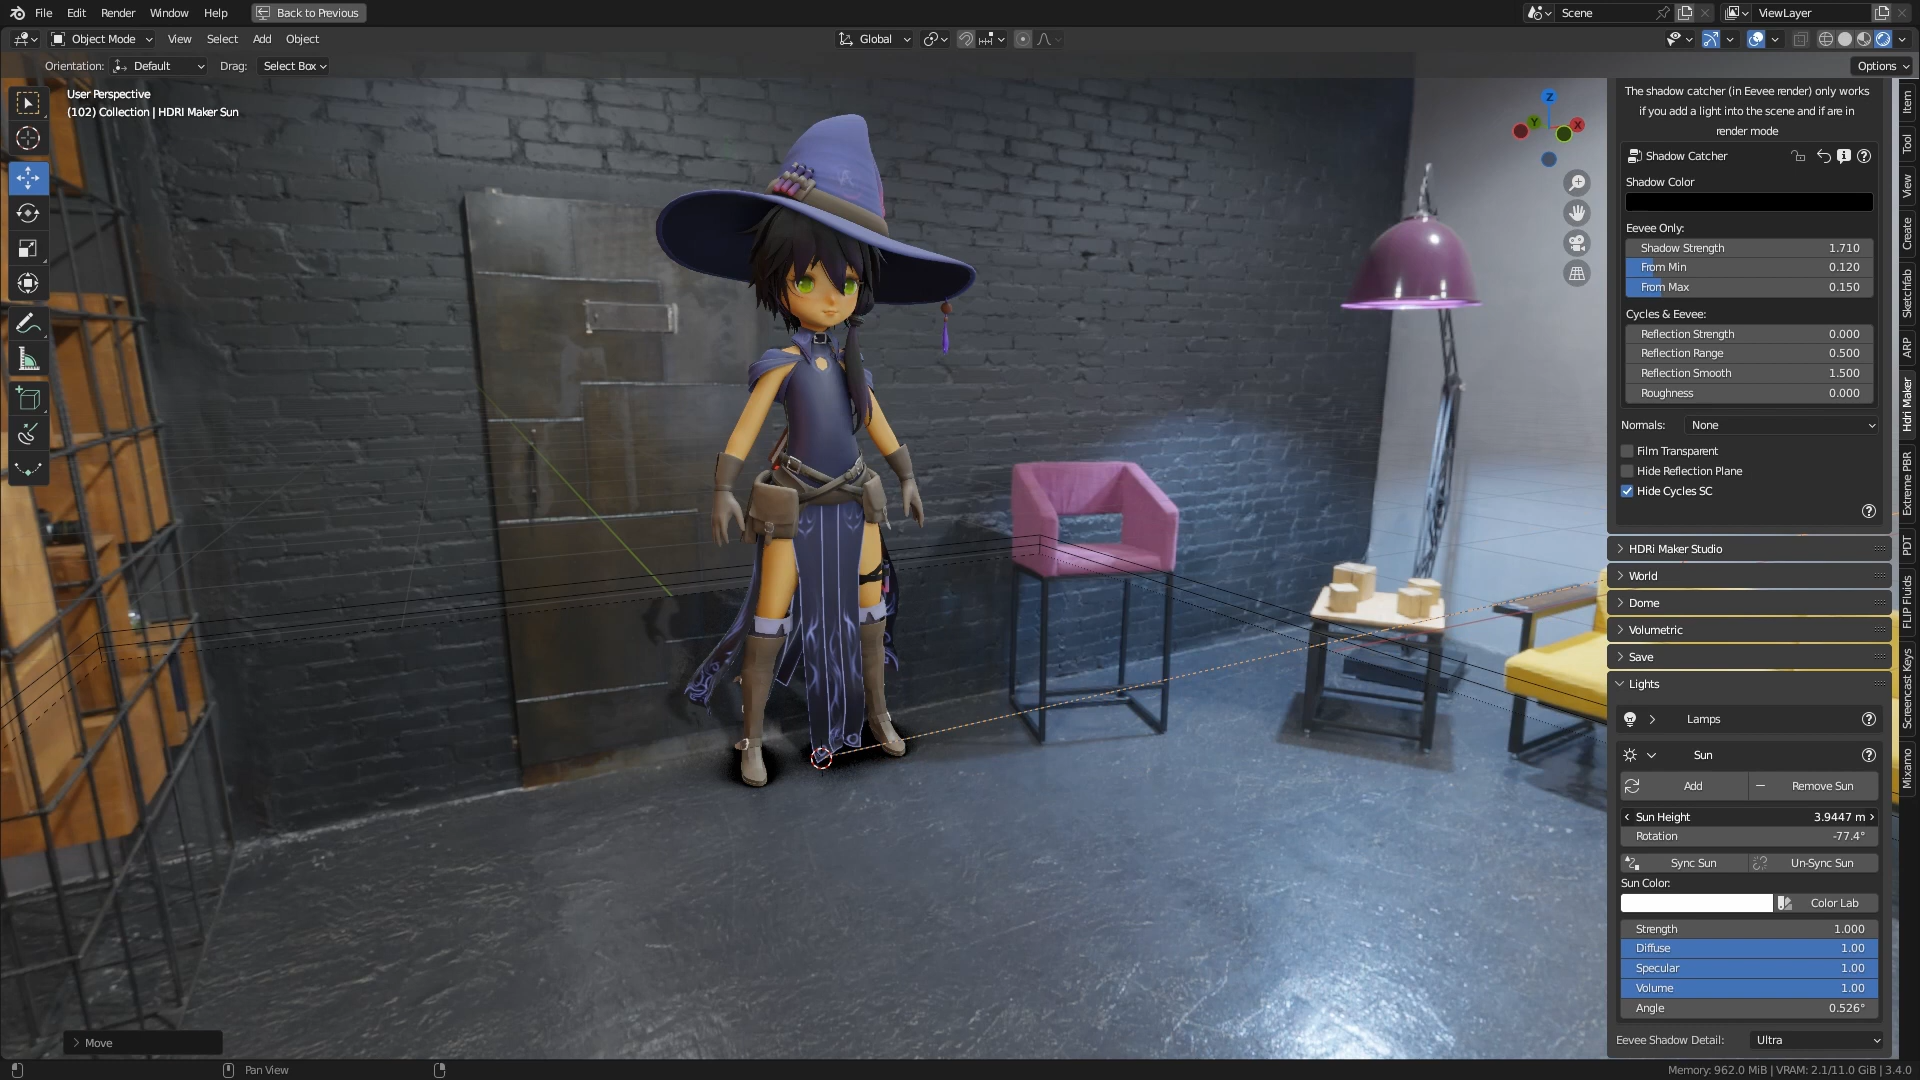 File Edit Render Window Help Back to Previous Scene ViewLayer
Object Mode View Select Add Object Global
Orientation: Default Drag: Select Box Options
User Perspective
(102) Collection | HDRI Maker Sun
Z
Y
X
The shadow catcher (in Eevee render) only works
if you add a light into the scene and if are in
render mode
Shadow Catcher
Shadow Color
Eevee Only:
Shadow Strength 1.710
From Min 0.120
From Max 0.150
Cycles & Eevee:
Reflection Strength 0.000
Reflection Range 0.500
Reflection Smooth 1.500
Roughness 0.000
Normals: None
Film Transparent
Hide Reflection Plane
Hide Cycles SC
HDRi Maker Studio
World
Dome
Volumetric
Save
Lights
Lamps
Sun
Add Remove Sun
Sun Height 3.9447 m
Rotation -77.4°
Sync Sun Un-Sync Sun
Sun Color:
Color Lab
Strength 1.000
Diffuse 1.00
Specular 1.00
Volume 1.00
Angle 0.526°
Eevee Shadow Detail: Ultra
Item
Tool
View
Create
Sketchfab
ARP
Hdri Maker
Extreme PBR
PDT
FLIP Fluids
Screencast Keys
Mixamo
Move
Pan View
Memory: 962.0 MiB | VRAM: 2.1/11.0 GiB | 3.4.0